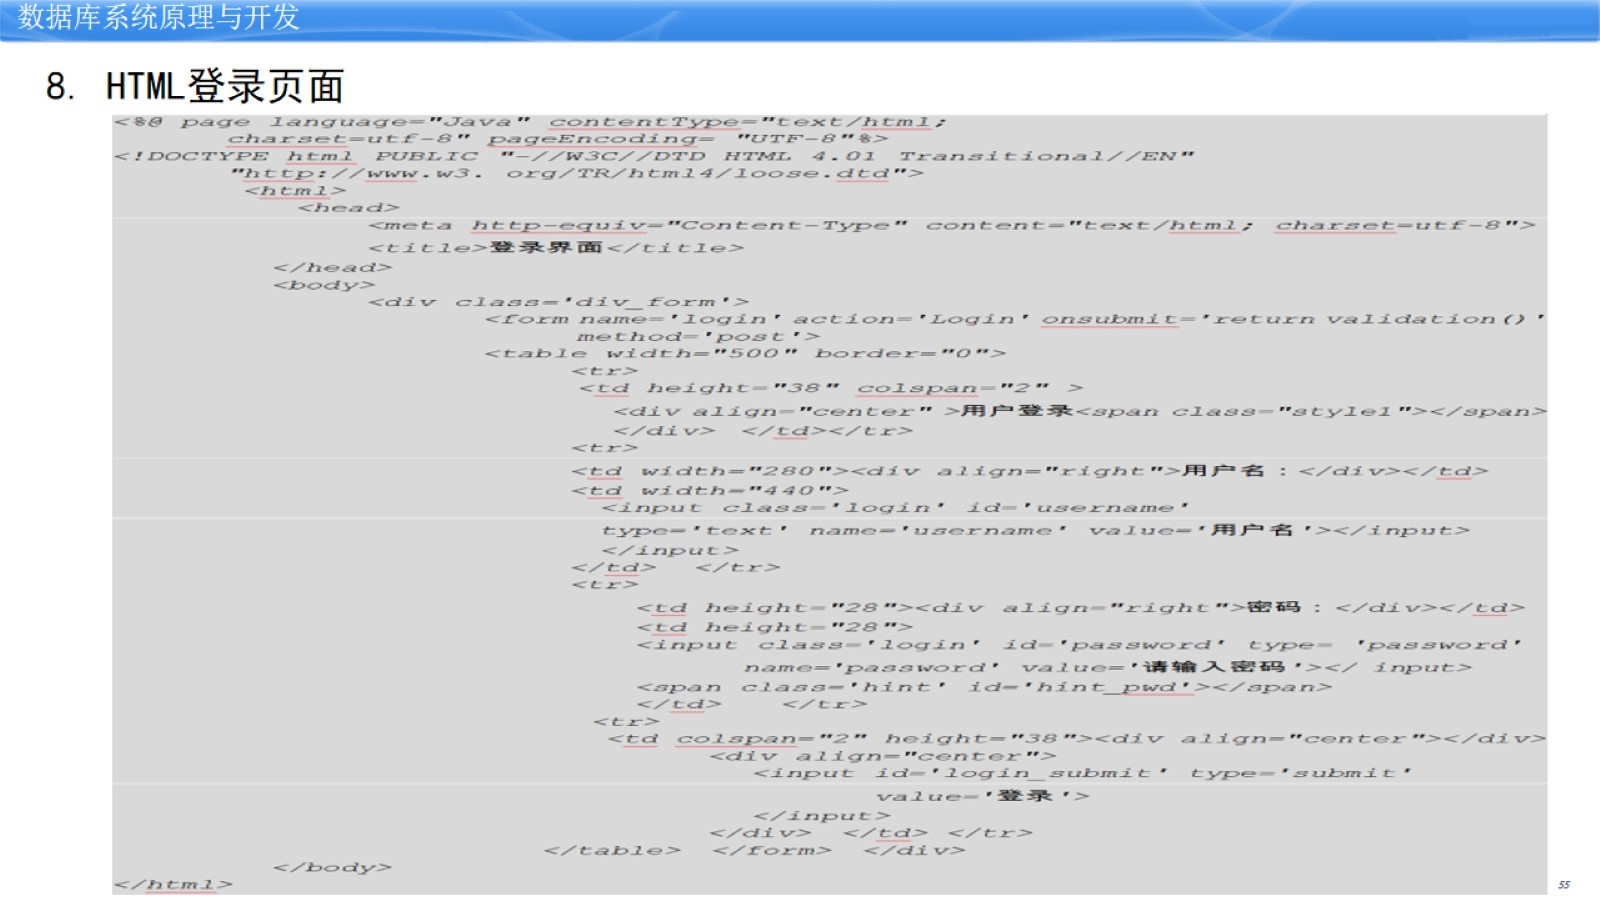 数据库系统原理与开发
8. HTML登录页面
<%@ page language="Java" contentType="text/html;
charset=utf-8" pageEncoding= "UTF-8"%>
<!DOCTYPE html PUBLIC "-//W3C//DTD HTML 4.01 Transitional//EN"
"http://www.w3. org/TR/html4/loose.dtd">
<html>
<head>
<meta http-equiv="Content-Type" content="text/html; charset=utf-8">
<title>登录界面</title>
</head>
<body>
<div class='div_form'>
<form name='login' action='Login' onsubmit='return validation()'
method='post'>
<table width="500" border="0">
<tr>
<td height="38" colspan="2" >
<div align="center" >用户登录<span class="style1"></span>
</div> </td></tr>
<tr>
<td width="280"><div align="right">用户名：</div></td>
<td width="440">
<input class='login' id='username'
type='text' name='username' value='用户名'></input>
</input>
</td> </tr>
<tr>
<td height="28"><div align="right">密码：</div></td>
<td height="28">
<input class='login' id='password' type= 'password'
name='password' value='请输入密码'></ input>
<span class='hint' id='hint_pwd'></span>
</td> </tr>
<tr>
<td colspan="2" height="38"><div align="center"></div>
<div align="center">
<input id='login_submit' type='submit'
value='登录'>
</input>
</div> </td> </tr>
</table> </form> </div>
</body>
</html>
55